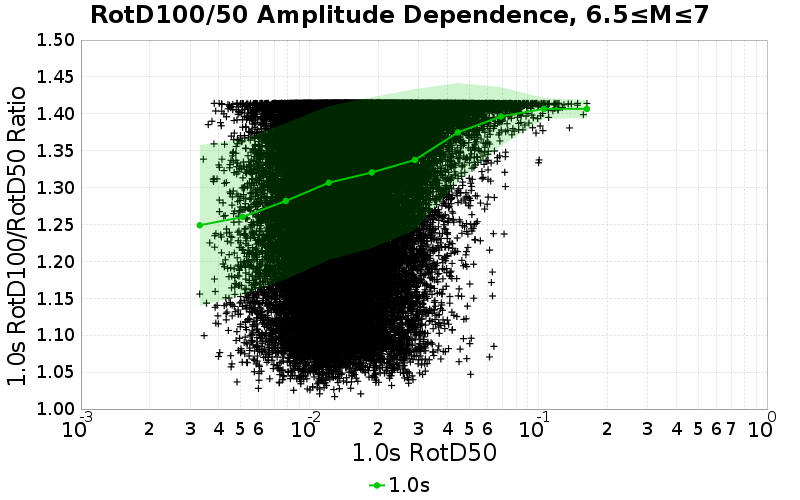 RotD100/50 Amplitude Dependence, 6.5≤M≤7
1.0s RotD100/RotD50 Ratio
1.50
1.45
1.40
1.35
1.30
1.25
1.20
1.15
1.10
1.05
1.00
10^-3 2 3 4 5 6 10^-2 2 3 4 5 6 10^-1 2 3 4 5 6 7 10^0
1.0s RotD50
1.0s